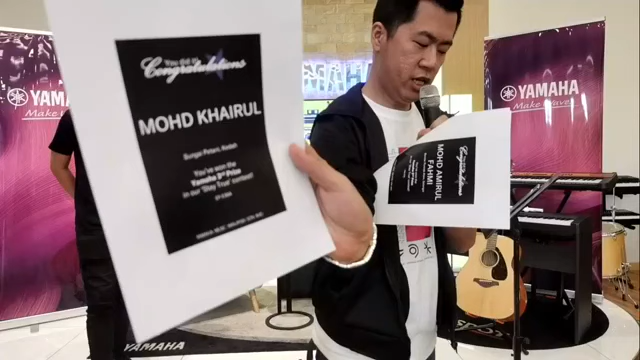 You did it!
Congratulations
MOHD KHAIRUL
Sungai Petani, Kedah
You've won the
Yamaha 3rd Prize
in our "Stay True" contest!
Congratulations
MOHD AMIRUL
FAHMI
YAMAHA
Make Waves
YAMAHA
YAMAHA
Make Waves
YAMAHA